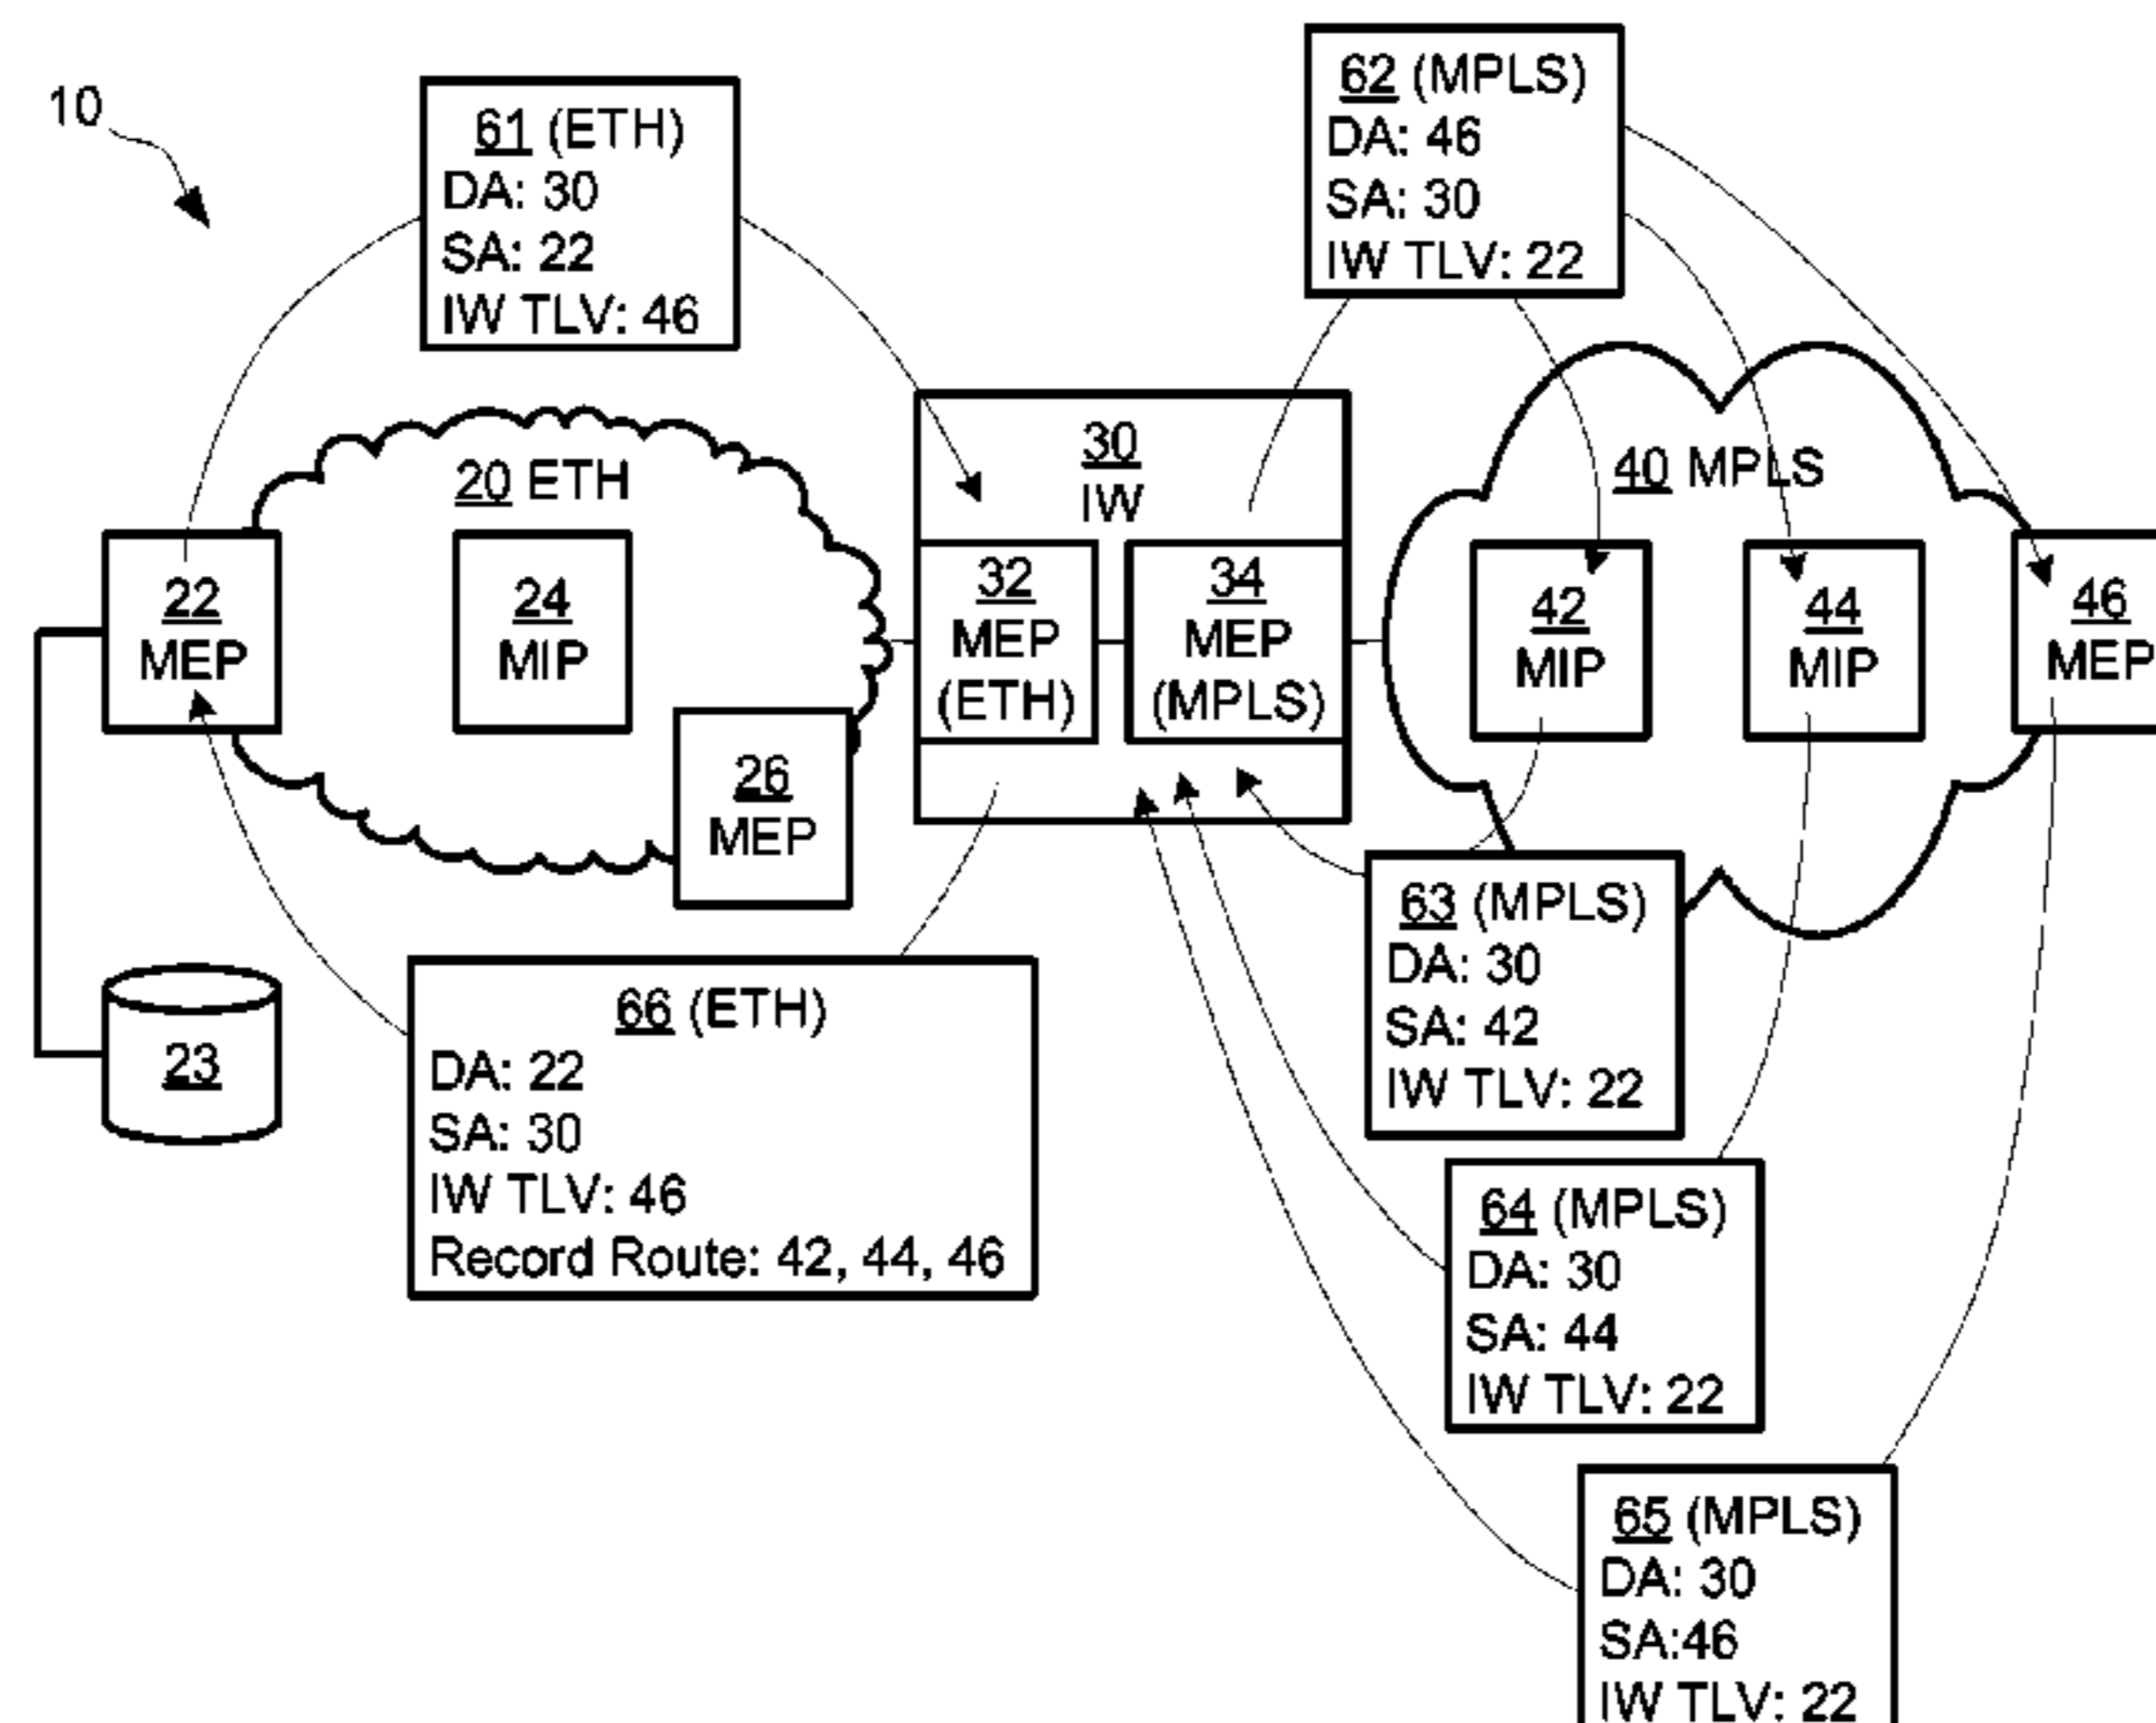 10
61 (ETH)
DA: 30
SA: 22
IW TLV: 46
62 (MPLS)
DA: 46
SA: 30
IW TLV: 22
20 ETH
30
IW
40 MPLS
22
MEP
24
MIP
26
MEP
32
MEP
(ETH)
34
MEP
(MPLS)
42
MIP
44
MIP
46
MEP
23
66 (ETH)
DA: 22
SA: 30
IW TLV: 46
Record Route: 42, 44, 46
63 (MPLS)
DA: 30
SA: 42
IW TLV: 22
64 (MPLS)
DA: 30
SA: 44
IW TLV: 22
65 (MPLS)
DA: 30
SA:46
IW TLV: 22